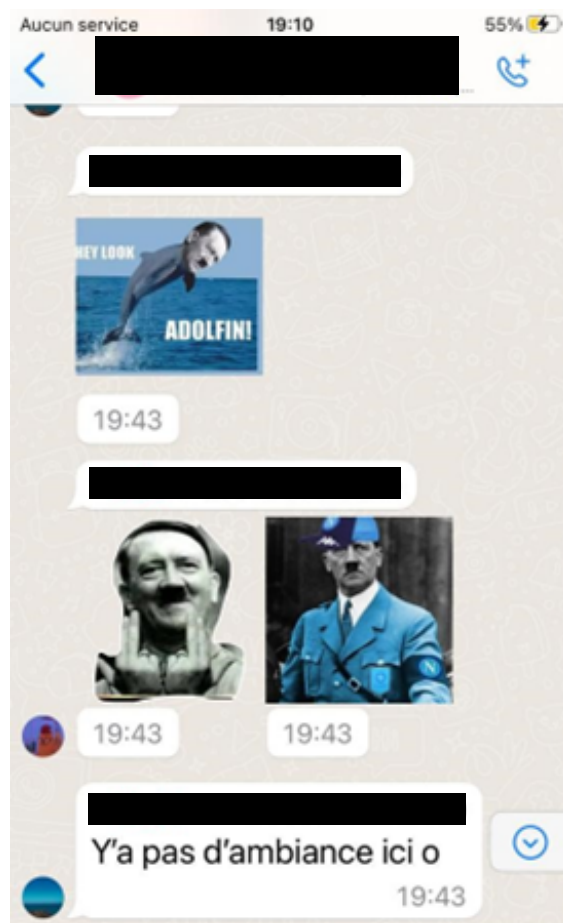 Aucun service 19:10 55%
HEY LOOK
ADOLFIN!
19:43
19:43 19:43
Y'a pas d'ambiance ici o
19:43